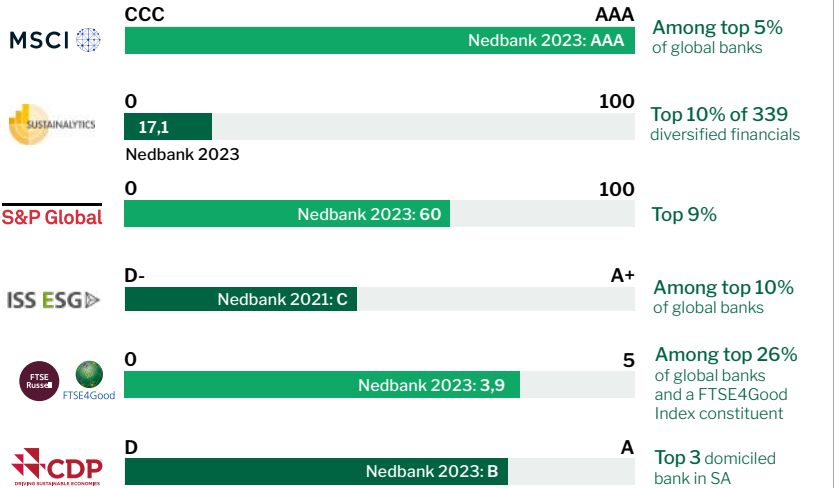 MSCI
CCC AAA
Nedbank 2023: AAA
Among top 5%
of global banks
SUSTAINALYTICS
0 100
17,1
Nedbank 2023
Top 10% of 339
diversified financials
S&P Global
0 100
Nedbank 2023: 60
Top 9%
ISS ESG
D- A+
Nedbank 2021: C
Among top 10%
of global banks
FTSE
Russell
FTSE4Good
0 5
Nedbank 2023: 3,9
Among top 26%
of global banks
and a FTSE4Good
Index constituent
CDP
DRIVING SUSTAINABLE ECONOMIES
D A
Nedbank 2023: B
Top 3 domiciled
bank in SA